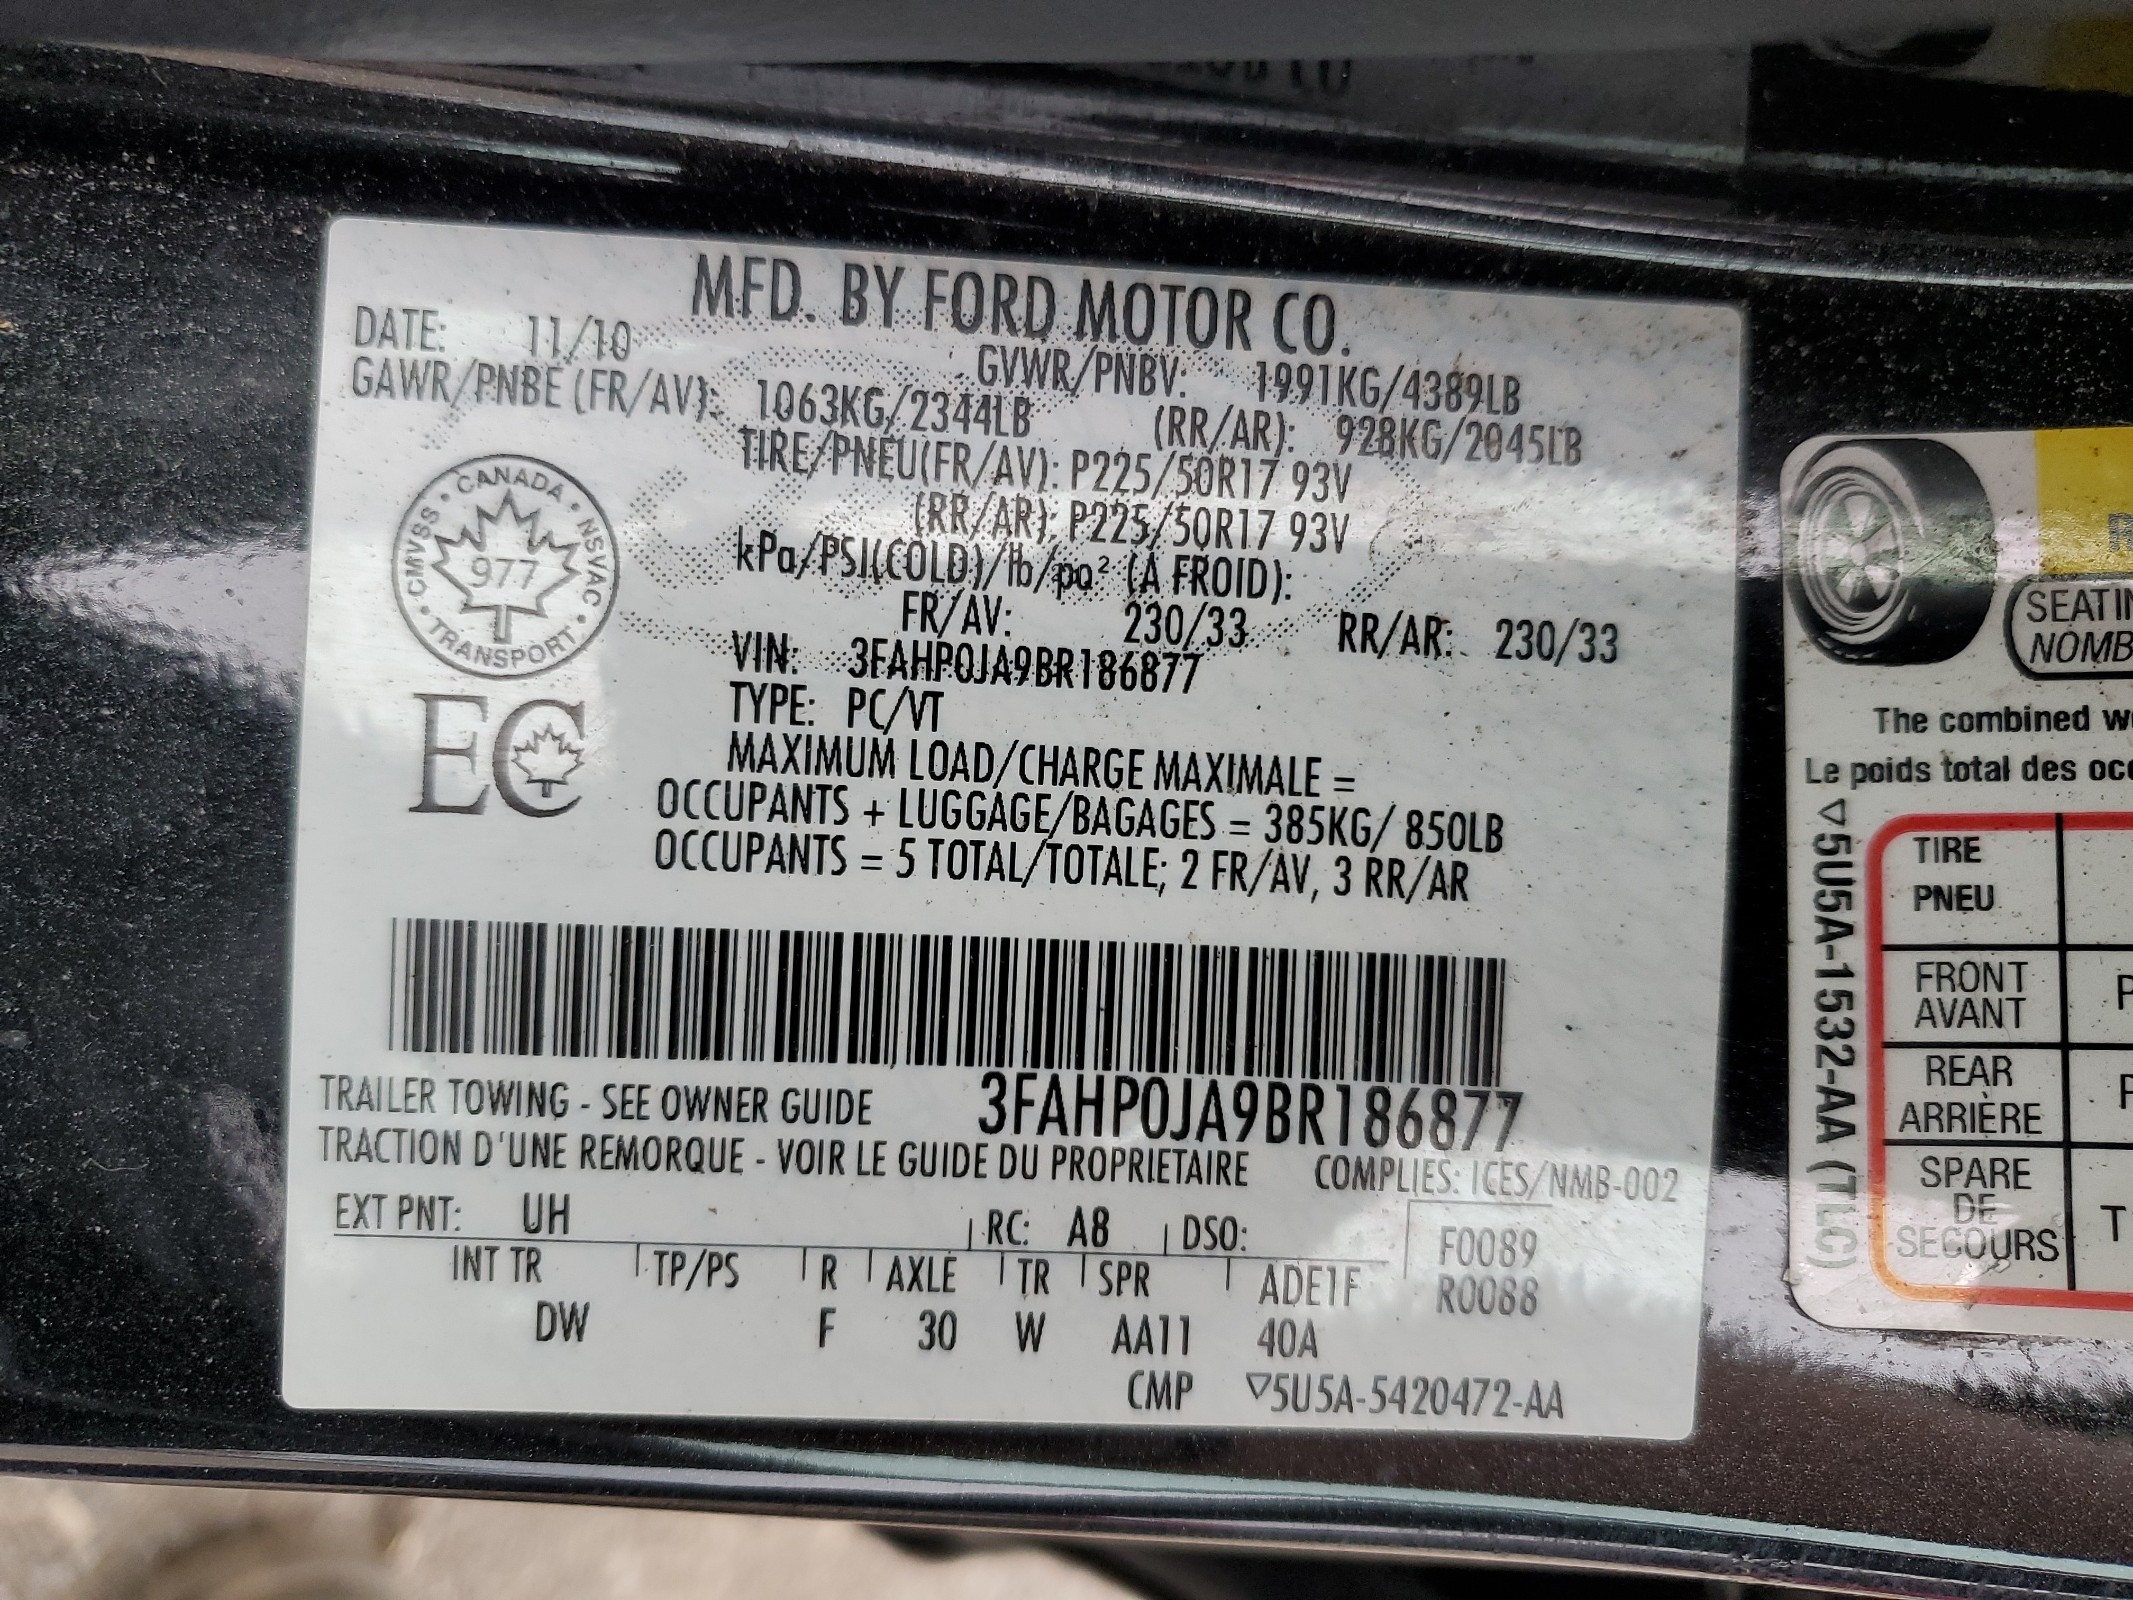 MFD. BY FORD MOTOR CO.
DATE: 11/10 GVWR/PNBV: 1991KG/4389LB
GAWR/PNBE (FR/AV): 1063KG/2344LB (RR/AR): 928KG/2045LB
TIRE/PNEU(FR/AV): P225/50R17 93V
(RR/AR): P225/50R17 93V
kPa/PSI(COLD)/lb/po² (À FROID):
FR/AV: 230/33 RR/AR: 230/33
VIN: 3FAHP0JA9BR186877
TYPE: PC/VT
MAXIMUM LOAD/CHARGE MAXIMALE =
OCCUPANTS + LUGGAGE/BAGAGES = 385KG/ 850LB
OCCUPANTS = 5 TOTAL/TOTALE; 2 FR/AV, 3 RR/AR
CANADA · NSVAC · TRANSPORT · CMVSS
977
EC
3FAHP0JA9BR186877
TRAILER TOWING - SEE OWNER GUIDE
TRACTION D'UNE REMORQUE - VOIR LE GUIDE DU PROPRIETAIRE
COMPLIES: ICES/NMB-002
EXT PNT: UH RC: A8 DSO: F0089
INT TR TP/PS R AXLE TR SPR ADE1F R0088
DW F 30 W AA11 40A
CMP ▽5U5A-5420472-AA
The combined
Le poids total des
▽5U5A-1532-AA (TLC)
TIRE
PNEU
FRONT
AVANT
REAR
ARRIÈRE
SPARE
DE
SECOURS
T